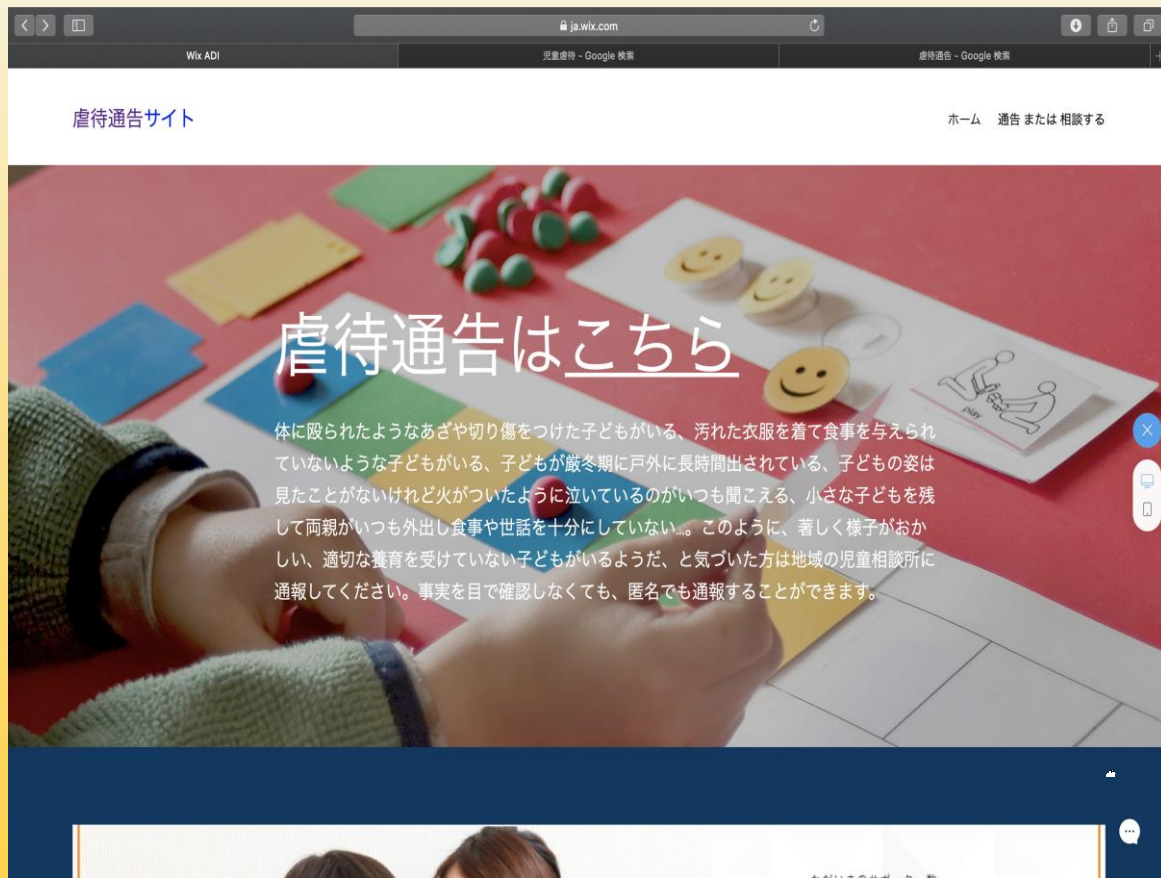 ja.wix.com
Wix ADI
児童虐待 - Google 検索
虐待通告 - Google 検索
虐待通告サイト
ホーム 通告 または 相談する
虐待通告はこちら
play
体に殴られたようなあざや切り傷をつけた子どもがいる、汚れた衣服を着て食事を与えられ
ていないような子どもがいる、子どもが厳冬期に戸外に長時間出されている、子どもの姿は
見たことがないけれど火がついたように泣いているのがいつも聞こえる、小さな子どもを残
して両親がいつも外出し食事や世話を十分にしていない...。このように、著しく様子がおか
しい、適切な養育を受けていない子どもがいるようだ、と気づいた方は地域の児童相談所に
通報してください。事実を目で確認しなくても、匿名でも通報することができます。